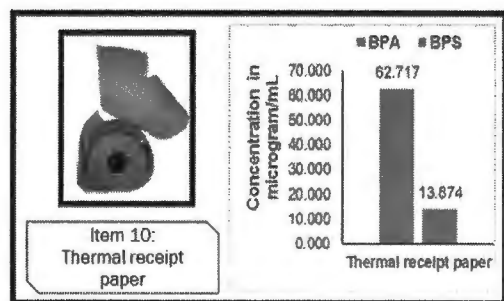 Item 10:
Thermal receipt
paper
■BPA ■BPS
Concentration in
microgram/mL
70.000
60.000
50.000
40.000
30.000
20.000
10.000
0.000
62.717
13.874
Thermal receipt paper